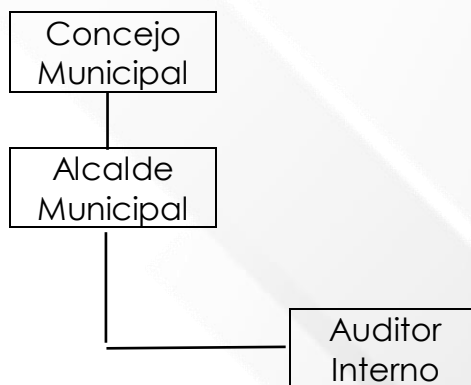 Concejo
Municipal
Alcalde
Municipal
Auditor
Interno